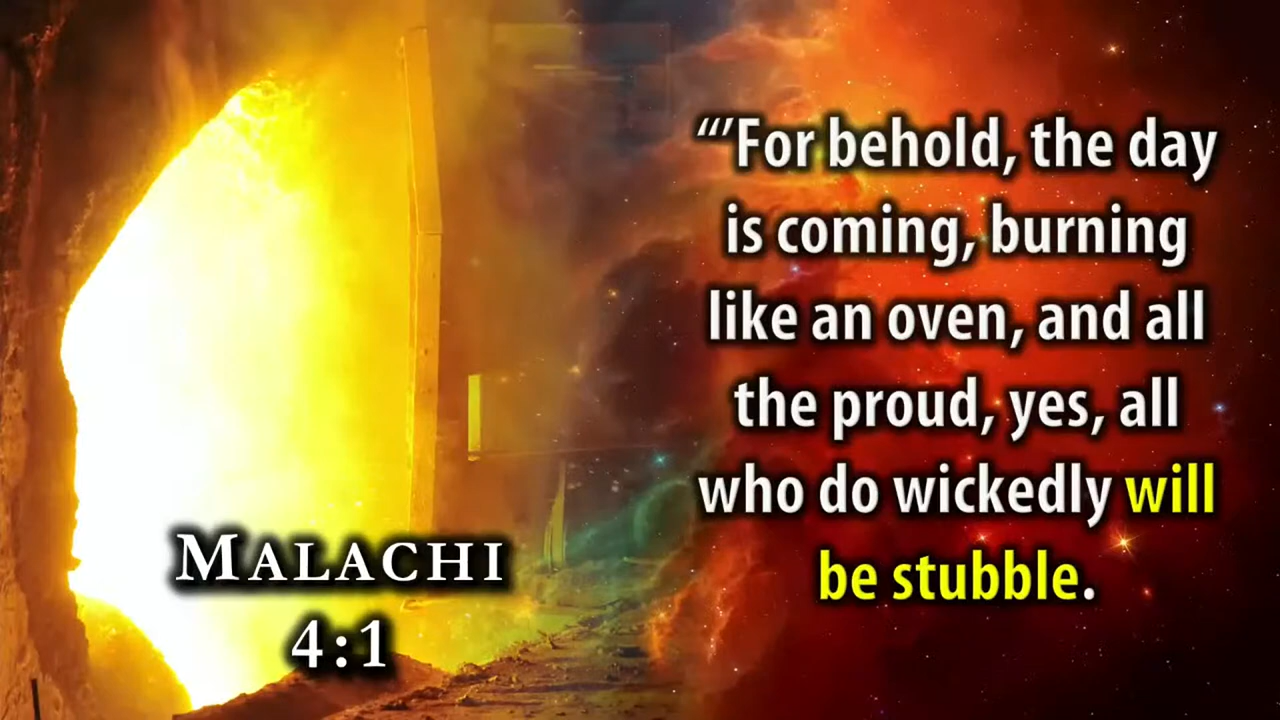 “‘For behold, the day
is coming, burning
like an oven, and all
the proud, yes, all
who do wickedly will
be stubble.
MALACHI
4:1